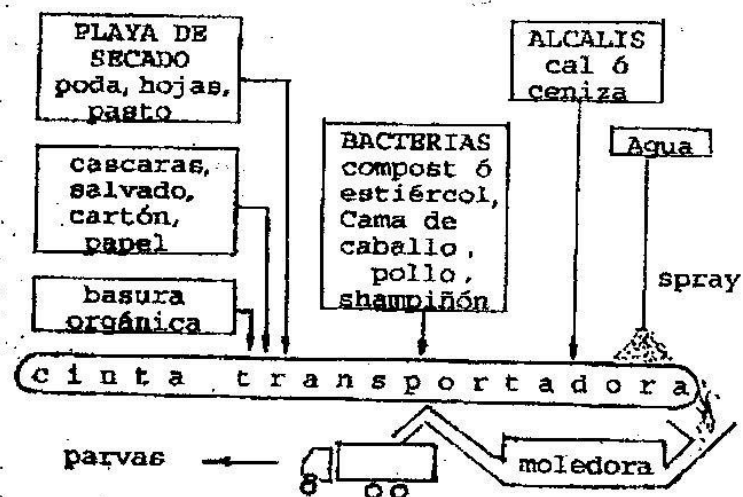 PLAYA DE
SECADO
poda, hojas,
pasto
cascaras,
salvado,
cartón,
papel
basura
orgánica
BACTERIAS
compost ó
estiércol,
Cama de
caballo,
pollo,
shampiñón
ALCALIS
cal ó
ceniza
Agua
spray
cinta transportadora
parvas
moledora